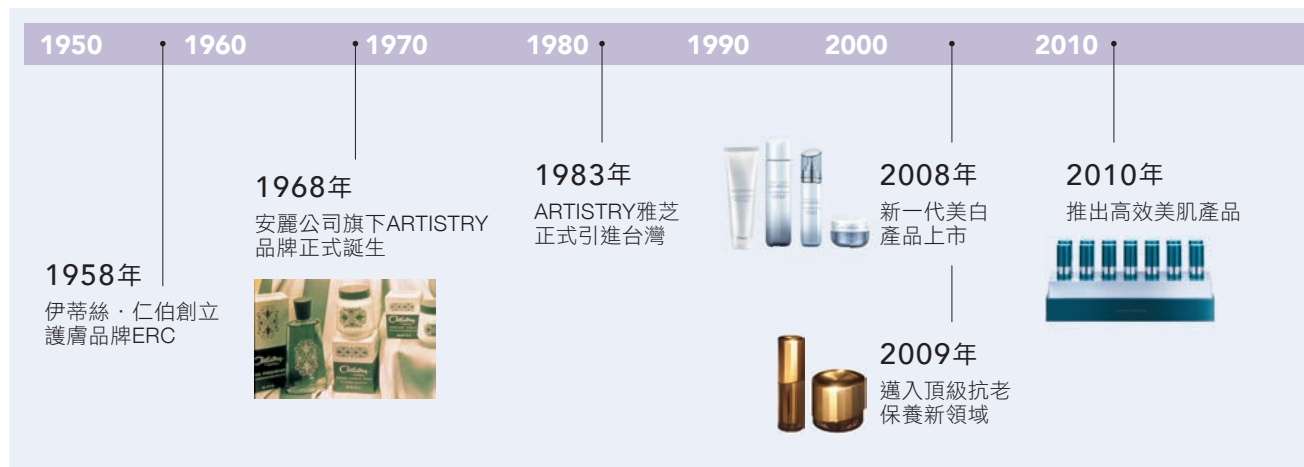 1950 1960 1970 1980 1990 2000 2010
1958年
伊蒂絲．仁伯創立
護膚品牌ERC
1968年
安麗公司旗下ARTISTRY
品牌正式誕生
Artistry
1983年
ARTISTRY雅芝
正式引進台灣
2008年
新一代美白
產品上市
2009年
邁入頂級抗老
保養新領域
2010年
推出高效美肌產品